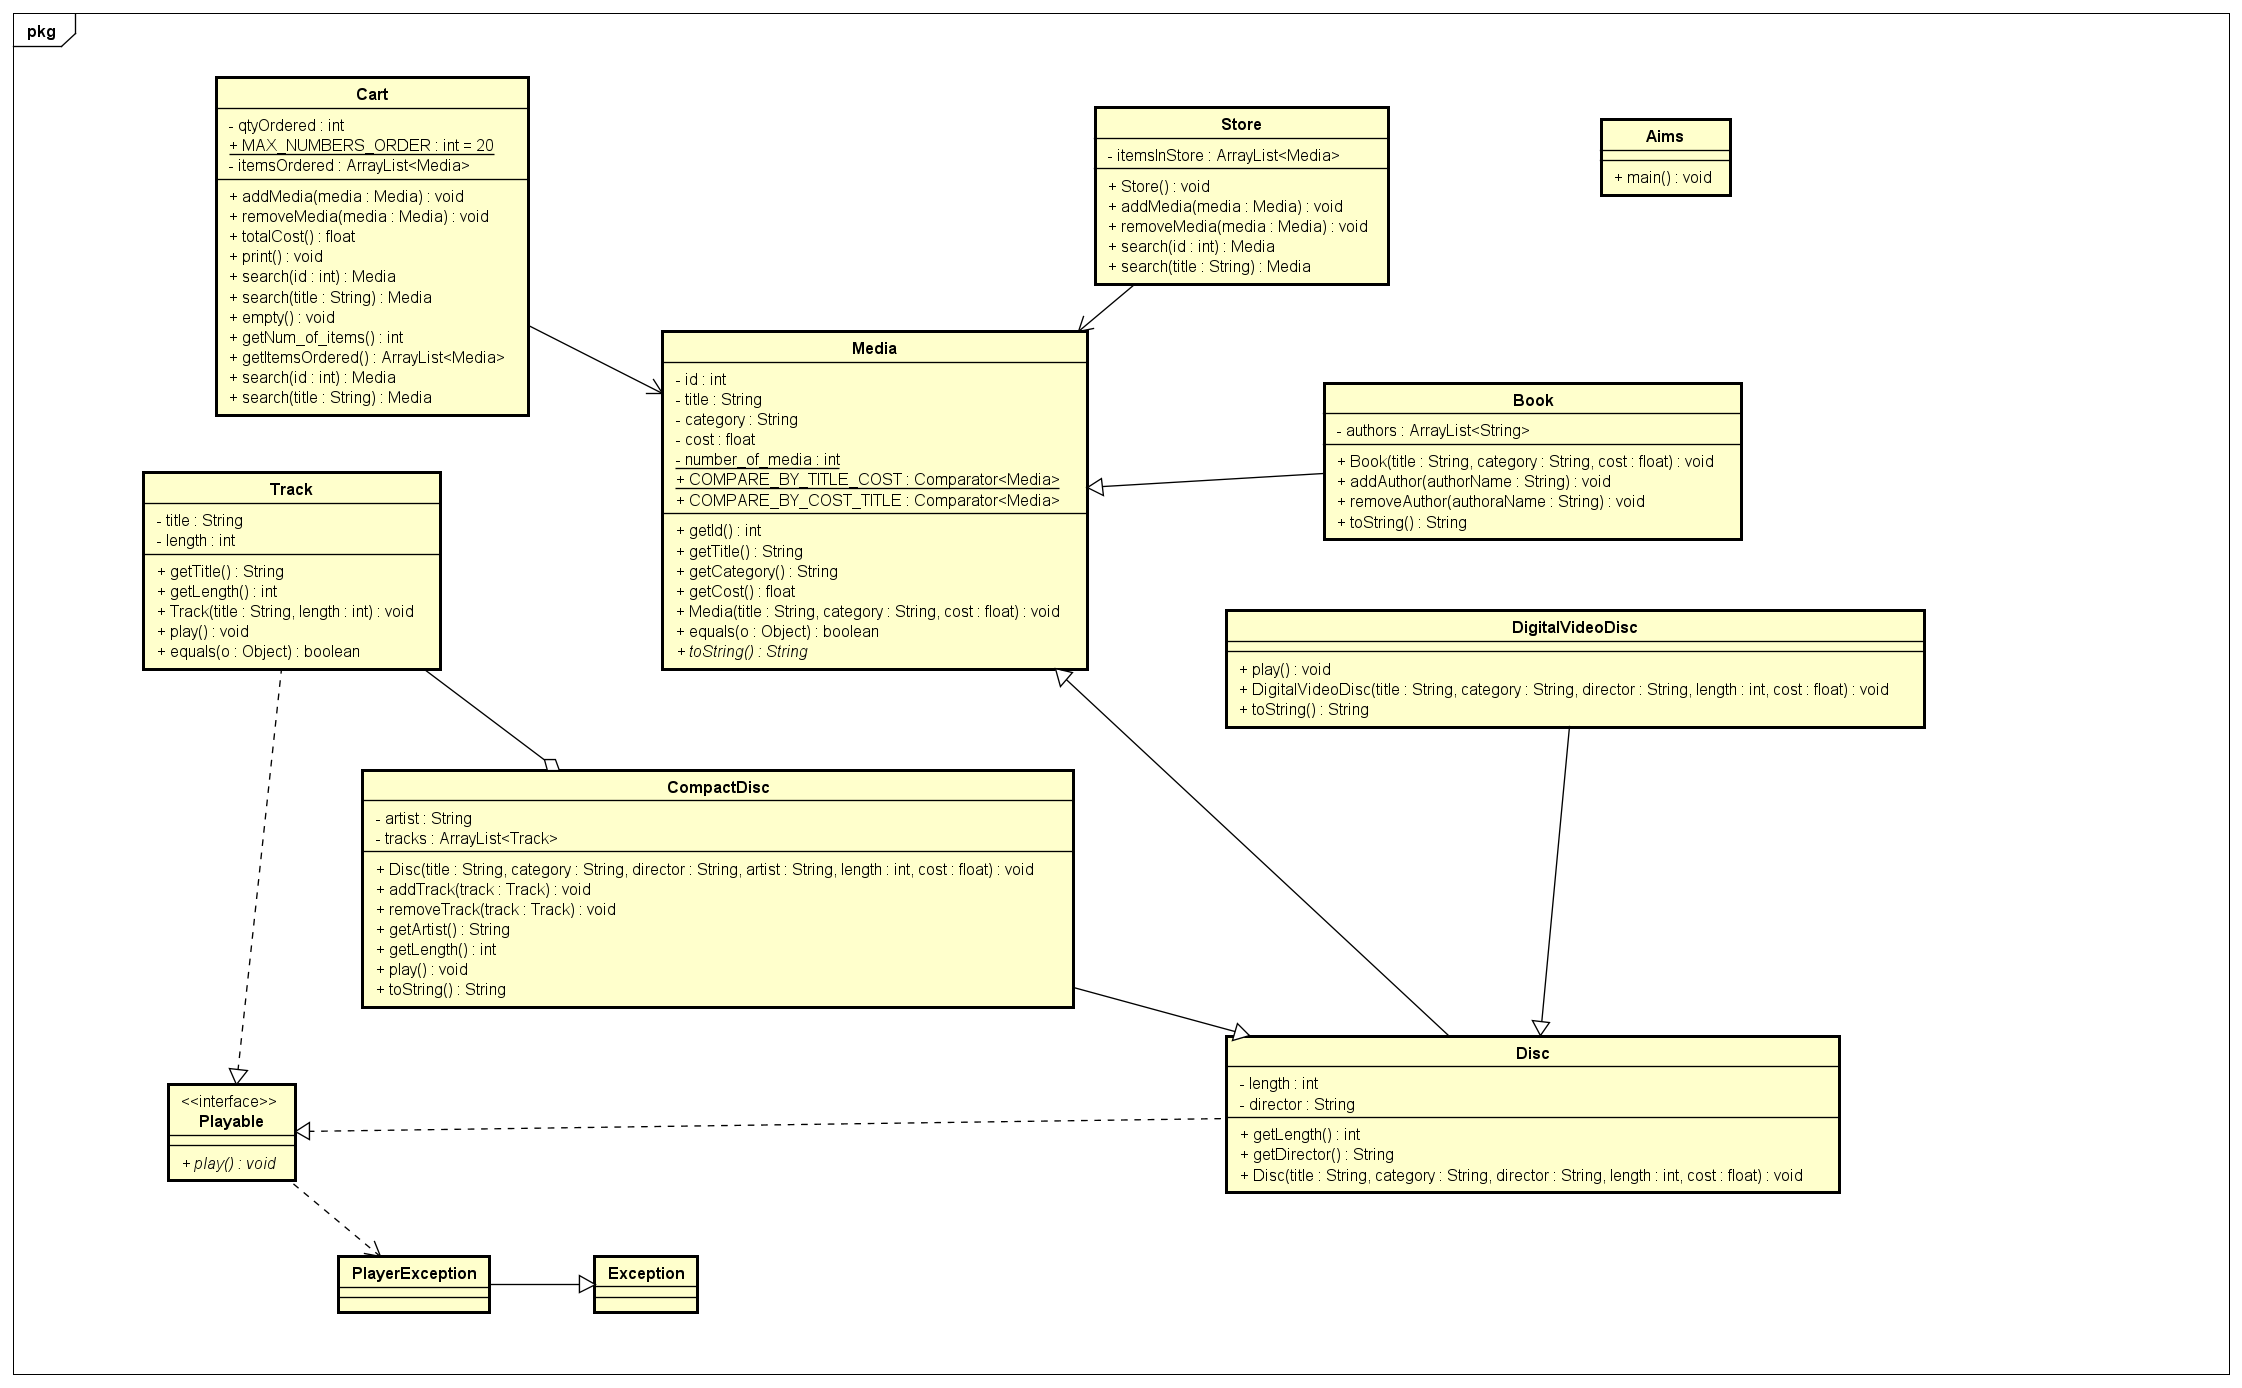 pkg
Cart
- qtyOrdered : int
+ MAX_NUMBERS_ORDER : int = 20
- itemsOrdered : ArrayList<Media>
+ addMedia(media : Media) : void
+ removeMedia(media : Media) : void
+ totalCost() : float
+ print() : void
+ search(id : int) : Media
+ search(title : String) : Media
+ empty() : void
+ getNum_of_items() : int
+ getItemsOrdered() : ArrayList<Media>
+ search(id : int) : Media
+ search(title : String) : Media
Store
- itemsInStore : ArrayList<Media>
+ Store() : void
+ addMedia(media : Media) : void
+ removeMedia(media : Media) : void
+ search(id : int) : Media
+ search(title : String) : Media
Aims
+ main() : void
Media
- id : int
- title : String
- category : String
- cost : float
- number_of_media : int
+ COMPARE_BY_TITLE_COST : Comparator<Media>
+ COMPARE_BY_COST_TITLE : Comparator<Media>
+ getId() : int
+ getTitle() : String
+ getCategory() : String
+ getCost() : float
+ Media(title : String, category : String, cost : float) : void
+ equals(o : Object) : boolean
+ toString() : String
Book
- authors : ArrayList<String>
+ Book(title : String, category : String, cost : float) : void
+ addAuthor(authorName : String) : void
+ removeAuthor(authoraName : String) : void
+ toString() : String
Track
- title : String
- length : int
+ getTitle() : String
+ getLength() : int
+ Track(title : String, length : int) : void
+ play() : void
+ equals(o : Object) : boolean
DigitalVideoDisc
+ play() : void
+ DigitalVideoDisc(title : String, category : String, director : String, length : int, cost : float) : void
+ toString() : String
CompactDisc
- artist : String
- tracks : ArrayList<Track>
+ Disc(title : String, category : String, director : String, artist : String, length : int, cost : float) : void
+ addTrack(track : Track) : void
+ removeTrack(track : Track) : void
+ getArtist() : String
+ getLength() : int
+ play() : void
+ toString() : String
Disc
- length : int
- director : String
+ getLength() : int
+ getDirector() : String
+ Disc(title : String, category : String, director : String, length : int, cost : float) : void
<<interface>>
Playable
+ play() : void
PlayerException
Exception